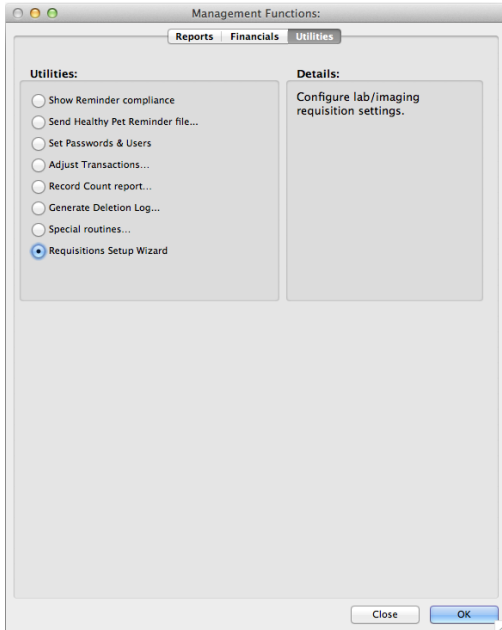 Management Functions:
Reports Financials Utilities
Utilities:
Show Reminder compliance
Send Healthy Pet Reminder file...
Set Passwords & Users
Adjust Transactions...
Record Count report...
Generate Deletion Log...
Special routines...
Requisitions Setup Wizard
Details:
Configure lab/imaging
requisition settings.
Close OK